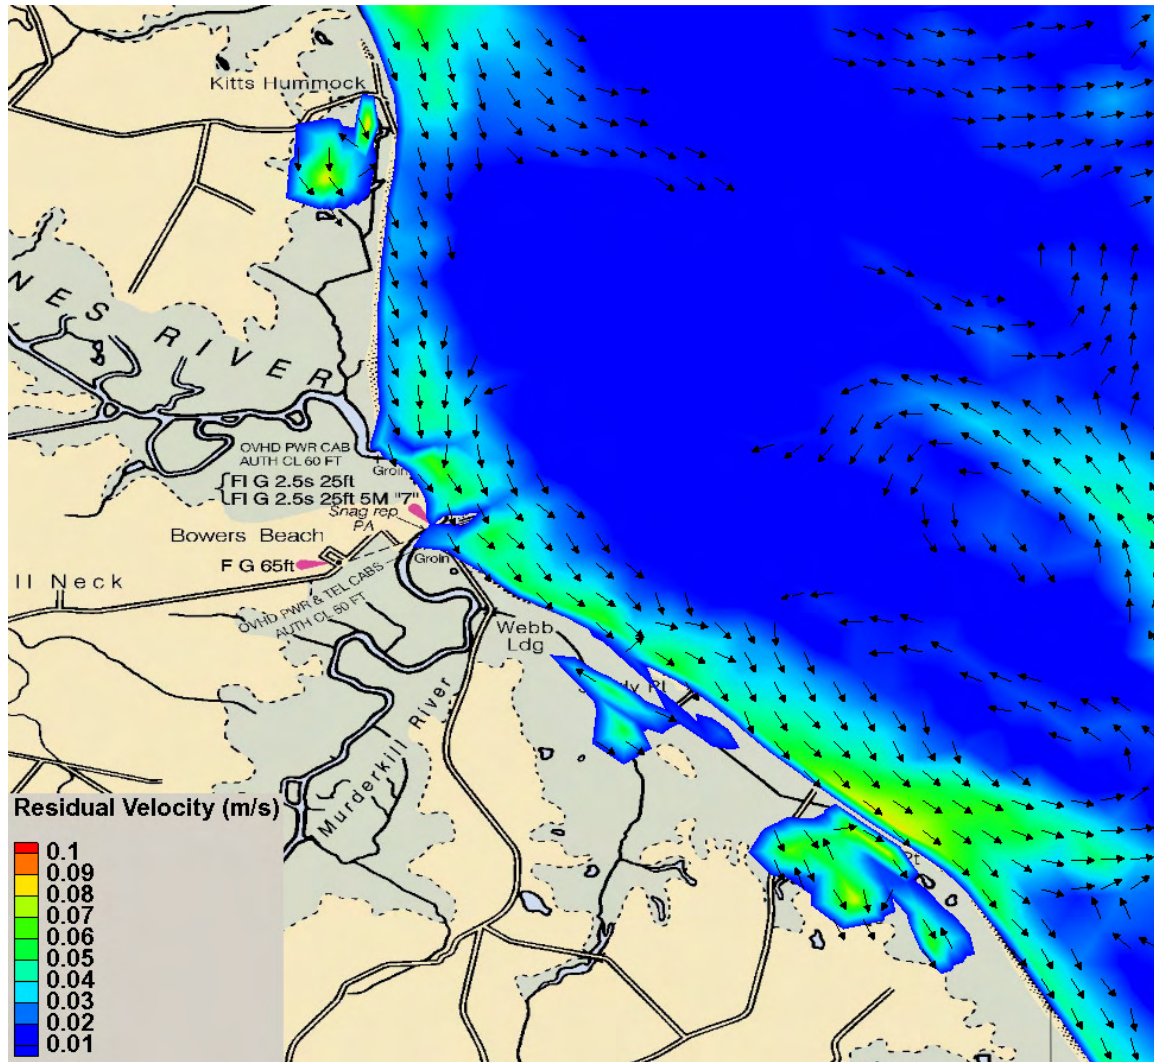 Kitts Hummock
NES RIVER
OVHD PWR CAB
AUTH CL 60 FT
Groin
Fl G 2.5s 25ft
Fl G 2.5s 25ft 5M "7"
Snag rep
PA
Bowers Beach
F G 65ft
Groin
ll Neck
OVHD PWR & TEL CABS
AUTH CL 50 FT
Webb
Ldg
Murderkill River
Pt
Residual Velocity (m/s)
0.1
0.09
0.08
0.07
0.06
0.05
0.04
0.03
0.02
0.01